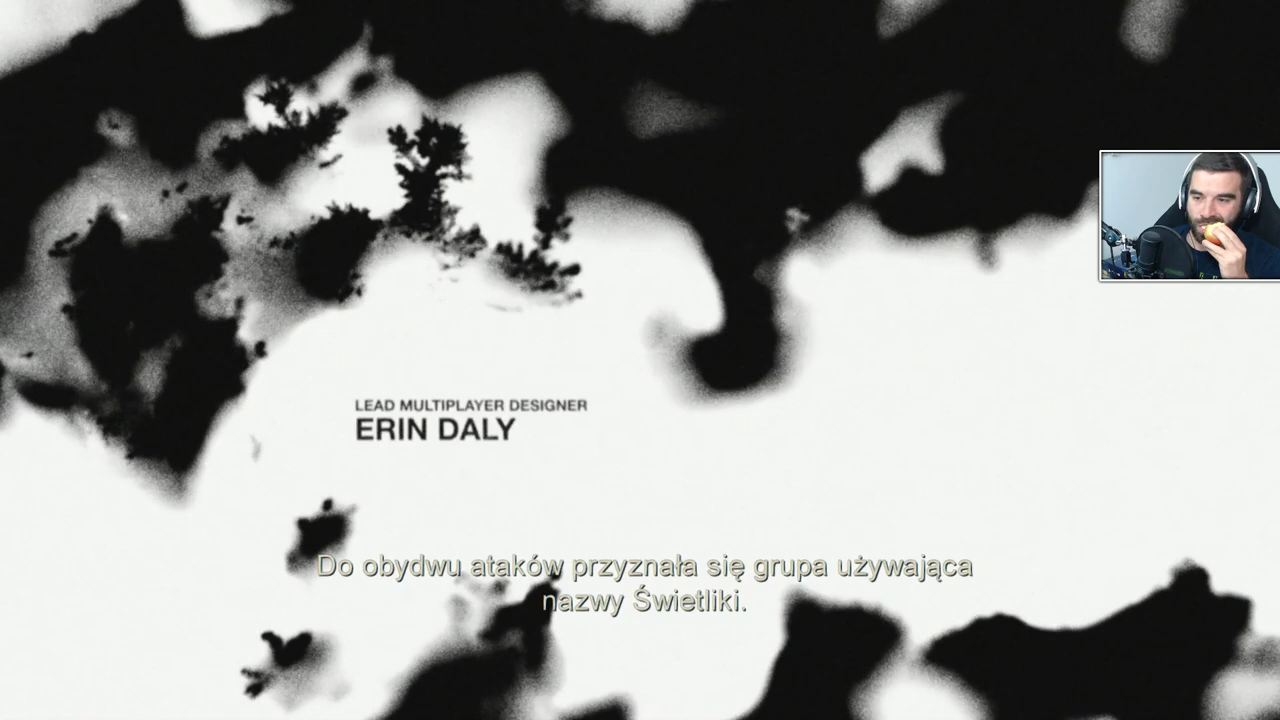 LEAD MULTIPLAYER DESIGNER
ERIN DALY
Do obydwu ataków przyznała się grupa używająca
nazwy Świetliki.